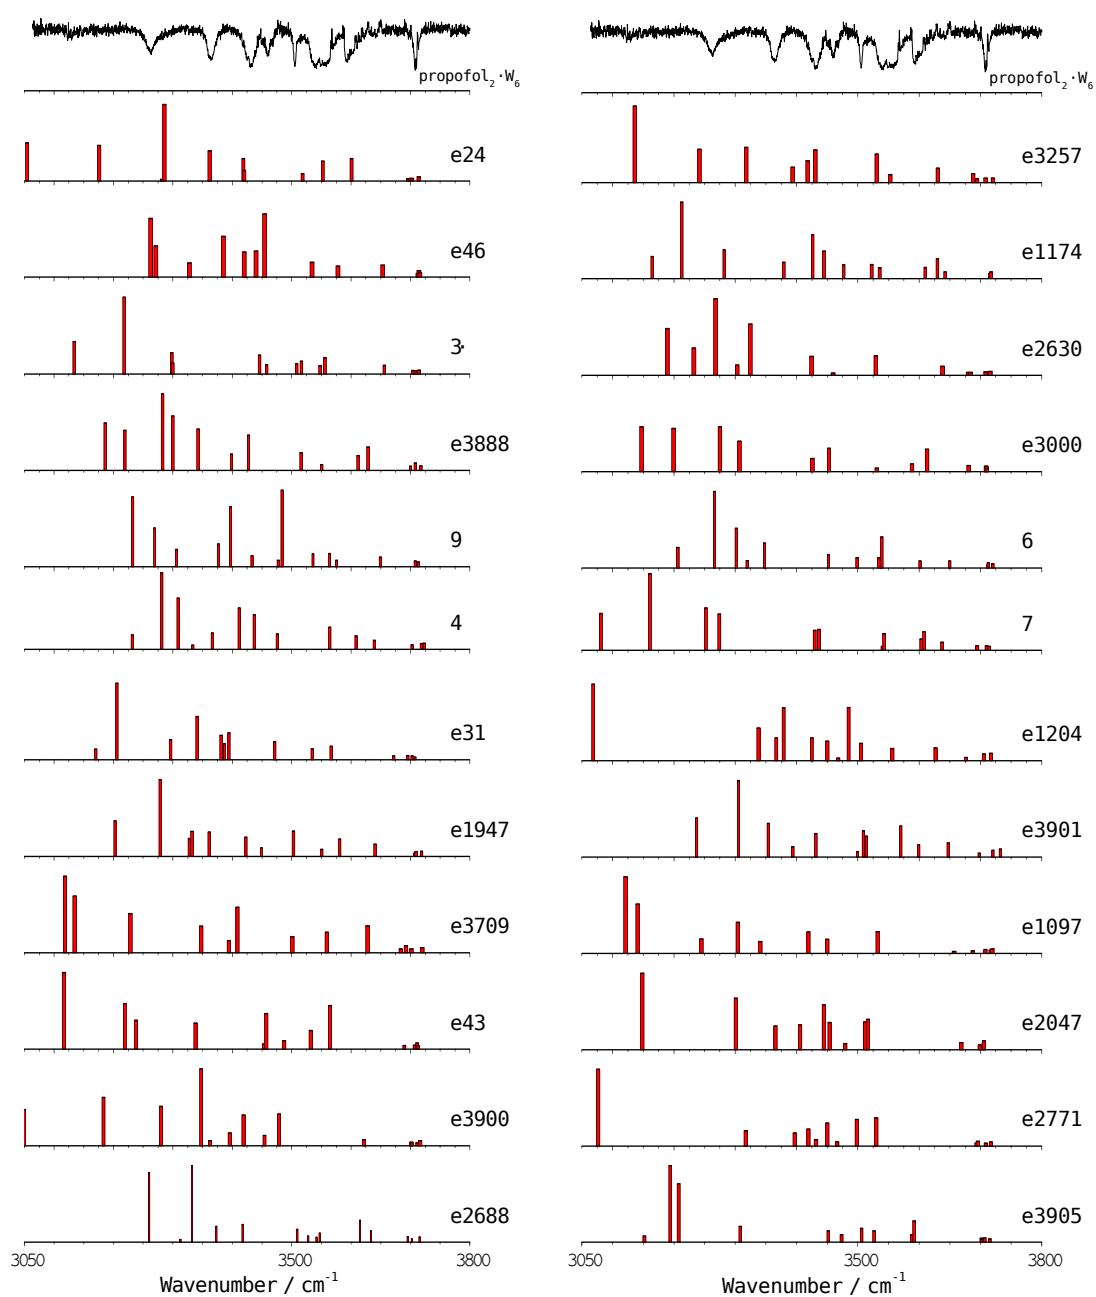 propofol₂·W₆
e24
e46
3·
e3888
9
4
e31
e1947
e3709
e43
e3900
e2688
3050 3500 3800
Wavenumber / cm⁻¹
propofol₂·W₆
e3257
e1174
e2630
e3000
6
7
e1204
e3901
e1097
e2047
e2771
e3905
3050 3500 3800
Wavenumber / cm⁻¹